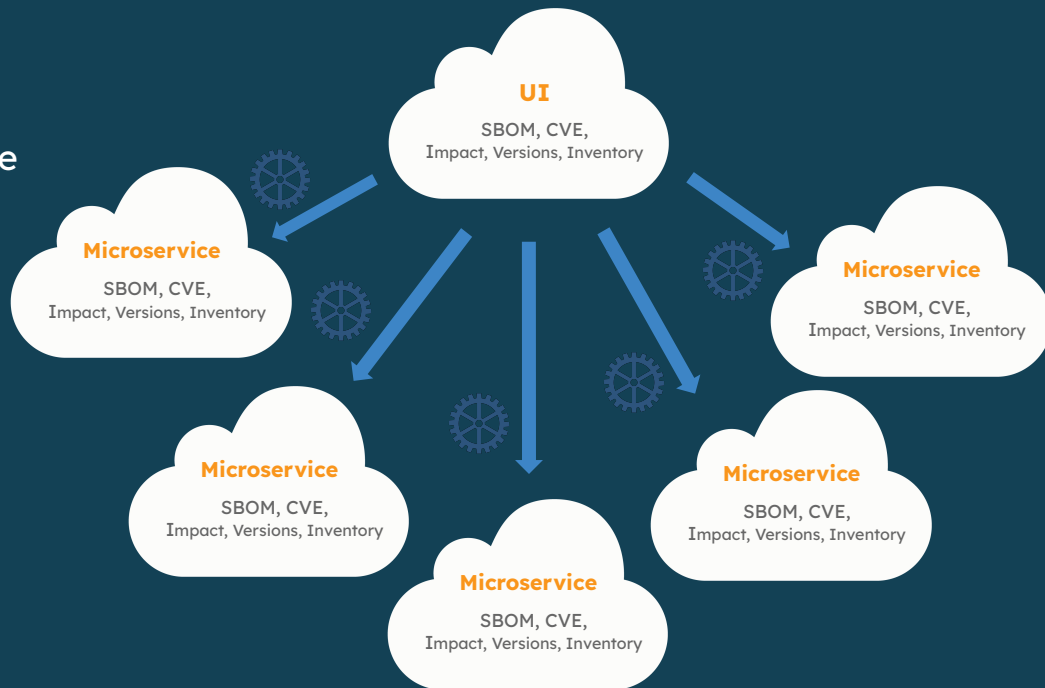 UI
SBOM, CVE,
Impact, Versions, Inventory
Microservice
SBOM, CVE,
Impact, Versions, Inventory
Microservice
SBOM, CVE,
Impact, Versions, Inventory
Microservice
SBOM, CVE,
Impact, Versions, Inventory
Microservice
SBOM, CVE,
Impact, Versions, Inventory
Microservice
SBOM, CVE,
Impact, Versions, Inventory